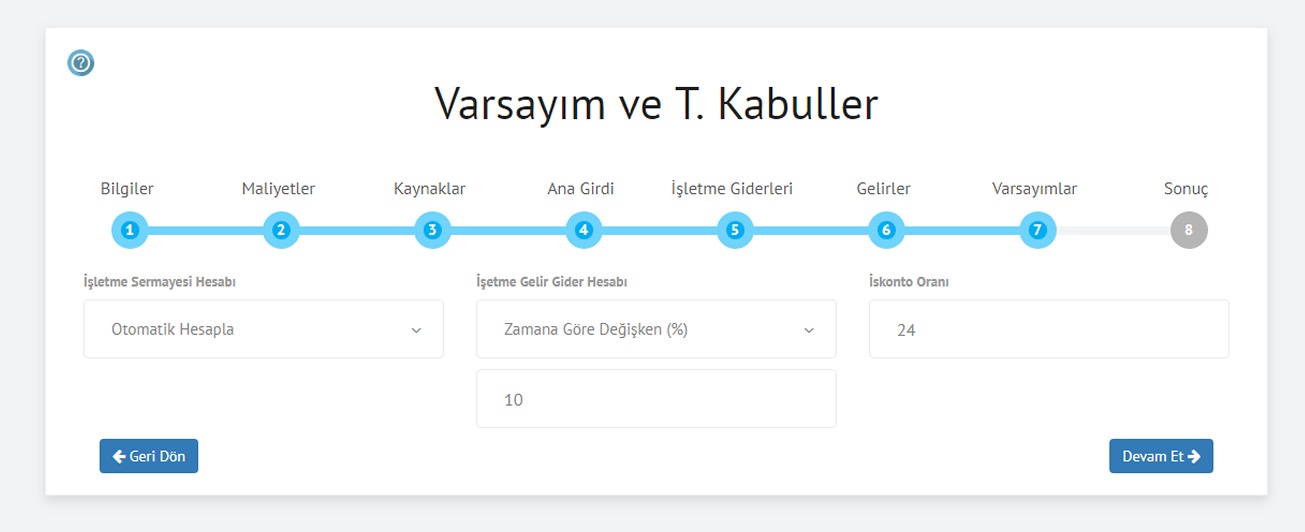 Varsayım ve T. Kabuller
Bilgiler Maliyetler Kaynaklar Ana Girdi İşletme Giderleri Gelirler Varsayımlar Sonuç
1 2 3 4 5 6 7 8
İşletme Sermayesi Hesabı İşetme Gelir Gider Hesabı İskonto Oranı
Otomatik Hesapla Zamana Göre Değişken (%) 24
10
Geri Dön Devam Et